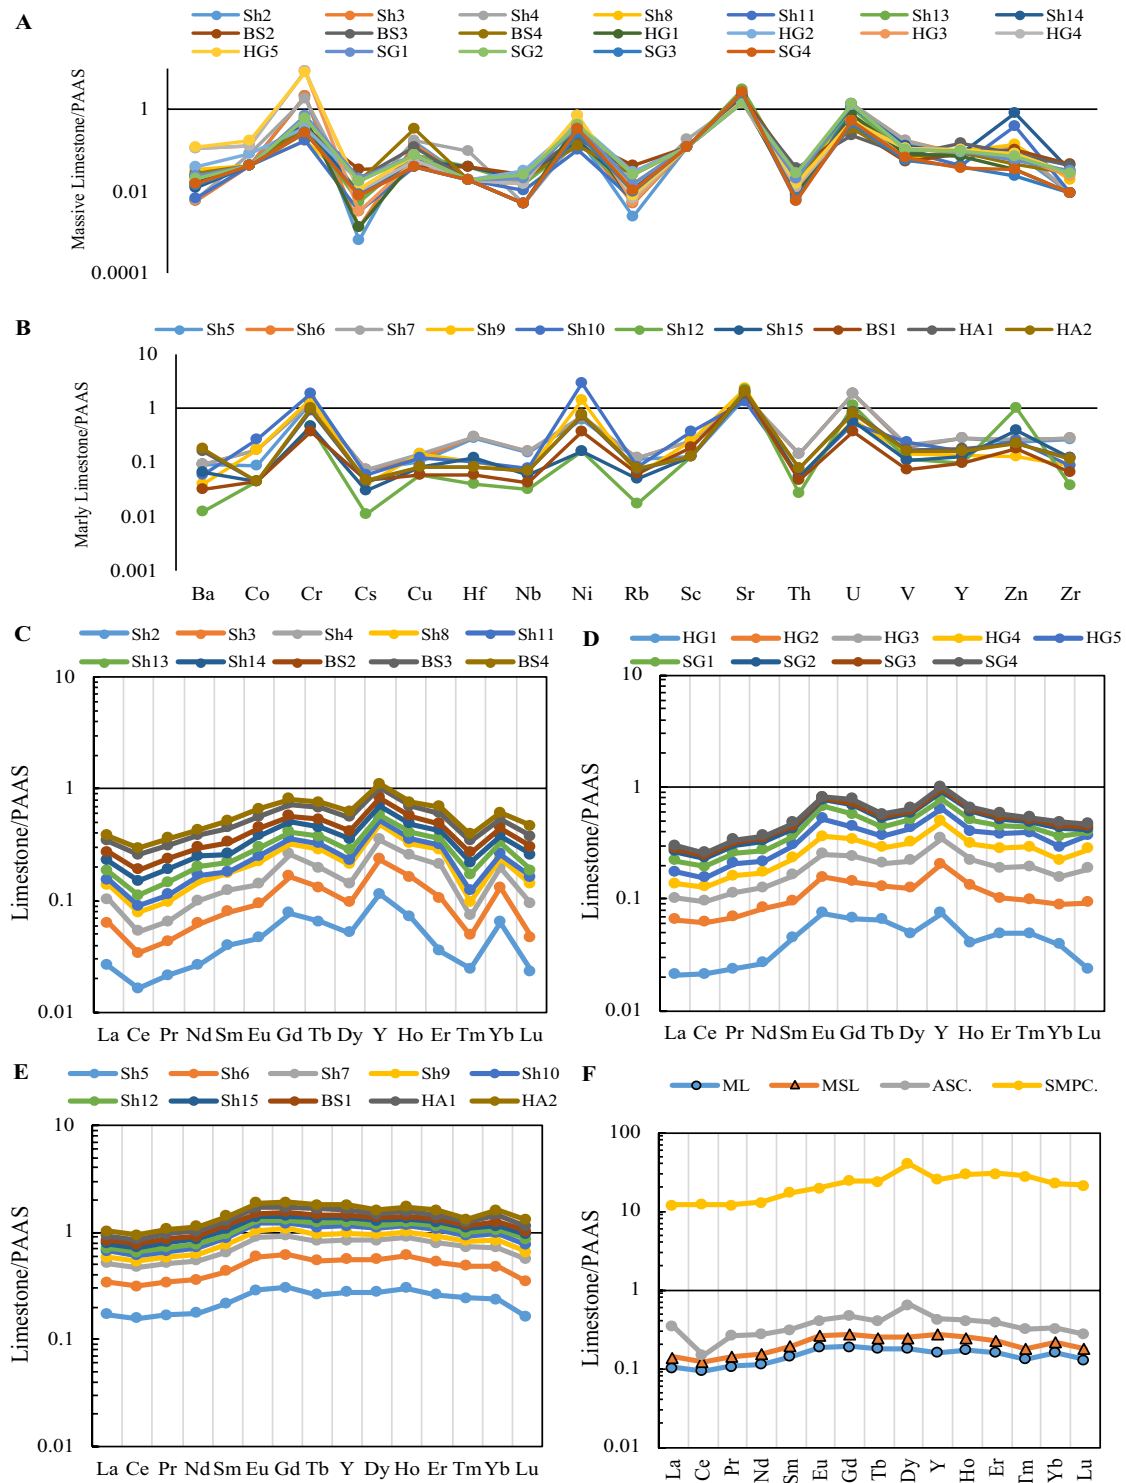 A
Sh2 Sh3 Sh4 Sh8 Sh11 Sh13 Sh14
BS2 BS3 BS4 HG1 HG2 HG3 HG4
HG5 SG1 SG2 SG3 SG4
Massive Limestone/PAAS
1
0.01
0.0001
B
Sh5 Sh6 Sh7 Sh9 Sh10 Sh12 Sh15 BS1 HA1 HA2
Marly Limestone/PAAS
10
1
0.1
0.01
0.001
Ba Co Cr Cs Cu Hf Nb Ni Rb Sc Sr Th U V Y Zn Zr
C
Sh2 Sh3 Sh4 Sh8 Sh11
Sh13 Sh14 BS2 BS3 BS4
Limestone/PAAS
10
1
0.1
0.01
La Ce Pr Nd Sm Eu Gd Tb Dy Y Ho Er Tm Yb Lu
D
HG1 HG2 HG3 HG4 HG5
SG1 SG2 SG3 SG4
Limestone/PAAS
10
1
0.1
0.01
La Ce Pr Nd Sm Eu Gd Tb Dy Y Ho Er Tm Yb Lu
E
Sh5 Sh6 Sh7 Sh9 Sh10
Sh12 Sh15 BS1 HA1 HA2
Limestone/PAAS
10
1
0.1
0.01
La Ce Pr Nd Sm Eu Gd Tb Y Dy Ho Er Tm Yb Lu
F
ML MSL ASC. SMPC.
Limestone/PAAS
100
10
1
0.1
0.01
La Ce Pr Nd Sm Eu Gd Dy Tb Y Ho Er Tm Yb Lu